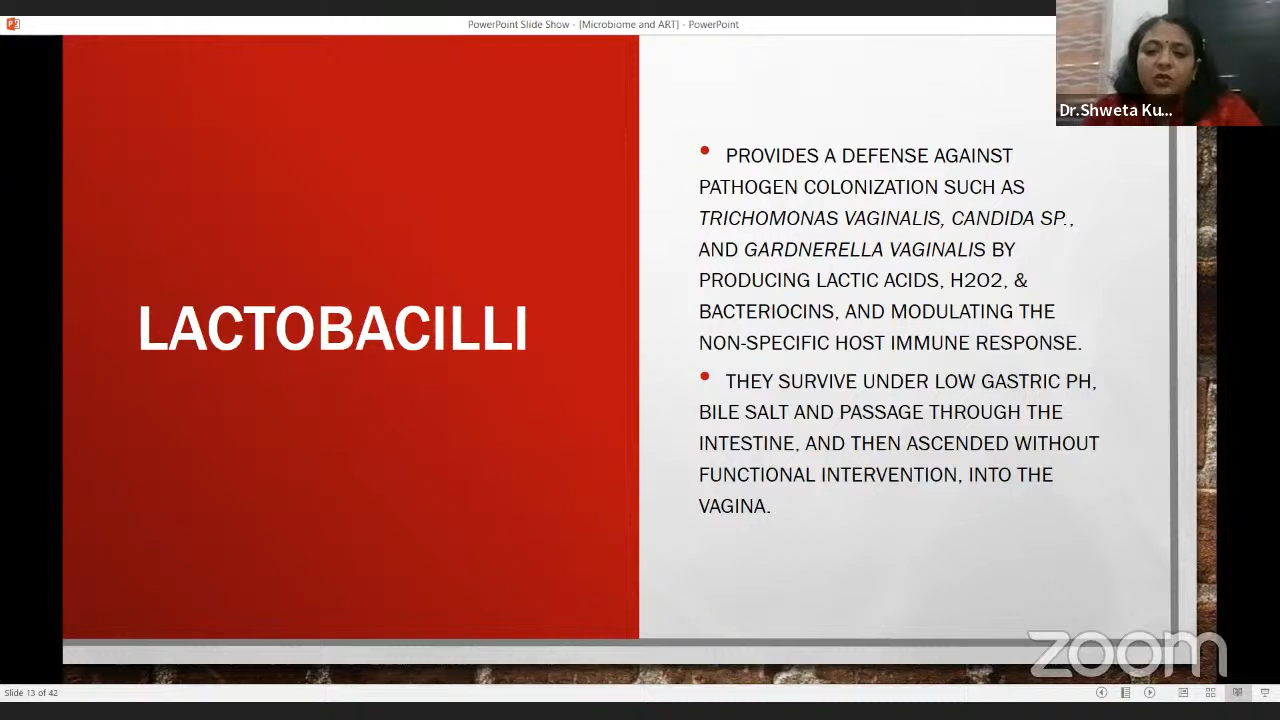 PowerPoint Slide Show - [Microbiome and ART] - PowerPoint
Dr.Shweta Ku...
LACTOBACILLI
• PROVIDES A DEFENSE AGAINST
PATHOGEN COLONIZATION SUCH AS
TRICHOMONAS VAGINALIS, CANDIDA SP.,
AND GARDNERELLA VAGINALIS BY
PRODUCING LACTIC ACIDS, H2O2, &
BACTERIOCINS, AND MODULATING THE
NON-SPECIFIC HOST IMMUNE RESPONSE.
• THEY SURVIVE UNDER LOW GASTRIC PH,
BILE SALT AND PASSAGE THROUGH THE
INTESTINE, AND THEN ASCENDED WITHOUT
FUNCTIONAL INTERVENTION, INTO THE
VAGINA.
zoom
Slide 13 of 42